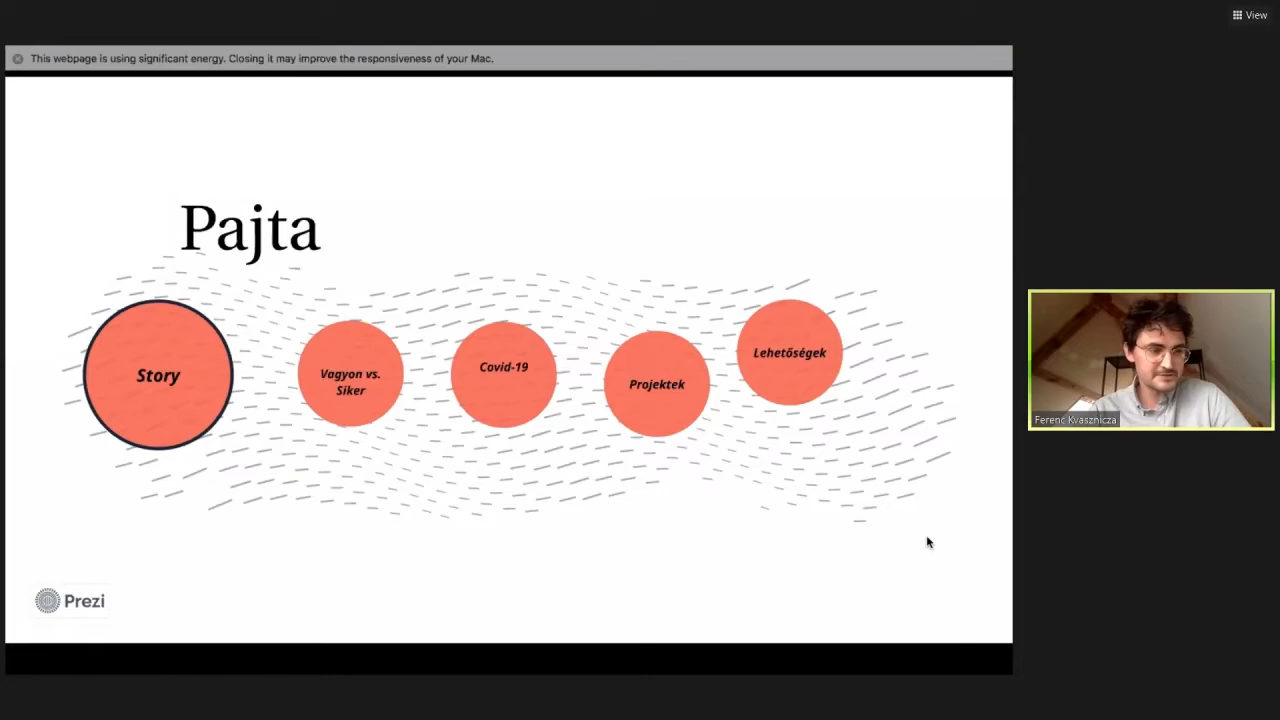 View
This webpage is using significant energy. Closing it may improve the responsiveness of your Mac.
Pajta
Story
Vagyon vs.
Siker
Covid-19
Projektek
Lehetőségek
Ferenc Kvasznicza
Prezi